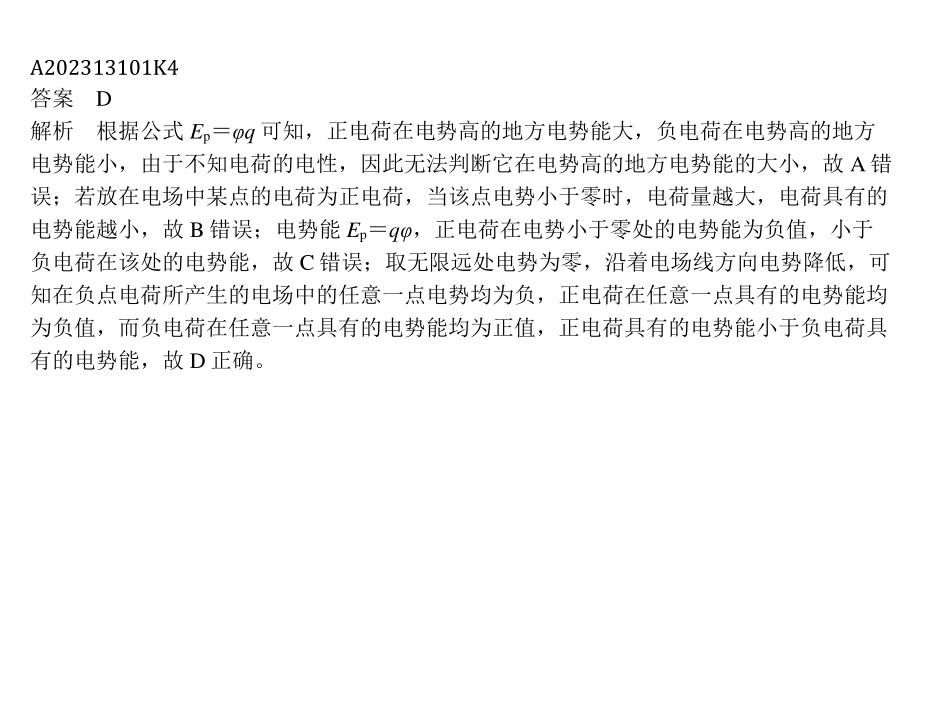 A202313101K4
答案　D
解析　根据公式 Eₚ＝φq 可知，正电荷在电势高的地方电势能大，负电荷在电势高的地方
电势能小，由于不知电荷的电性，因此无法判断它在电势高的地方电势能的大小，故 A 错
误；若放在电场中某点的电荷为正电荷，当该点电势小于零时，电荷量越大，电荷具有的
电势能越小，故 B 错误；电势能 Eₚ＝qφ，正电荷在电势小于零处的电势能为负值，小于
负电荷在该处的电势能，故 C 错误；取无限远处电势为零，沿着电场线方向电势降低，可
知在负点电荷所产生的电场中的任意一点电势均为负，正电荷在任意一点具有的电势能均
为负值，而负电荷在任意一点具有的电势能均为正值，正电荷具有的电势能小于负电荷具
有的电势能，故 D 正确。